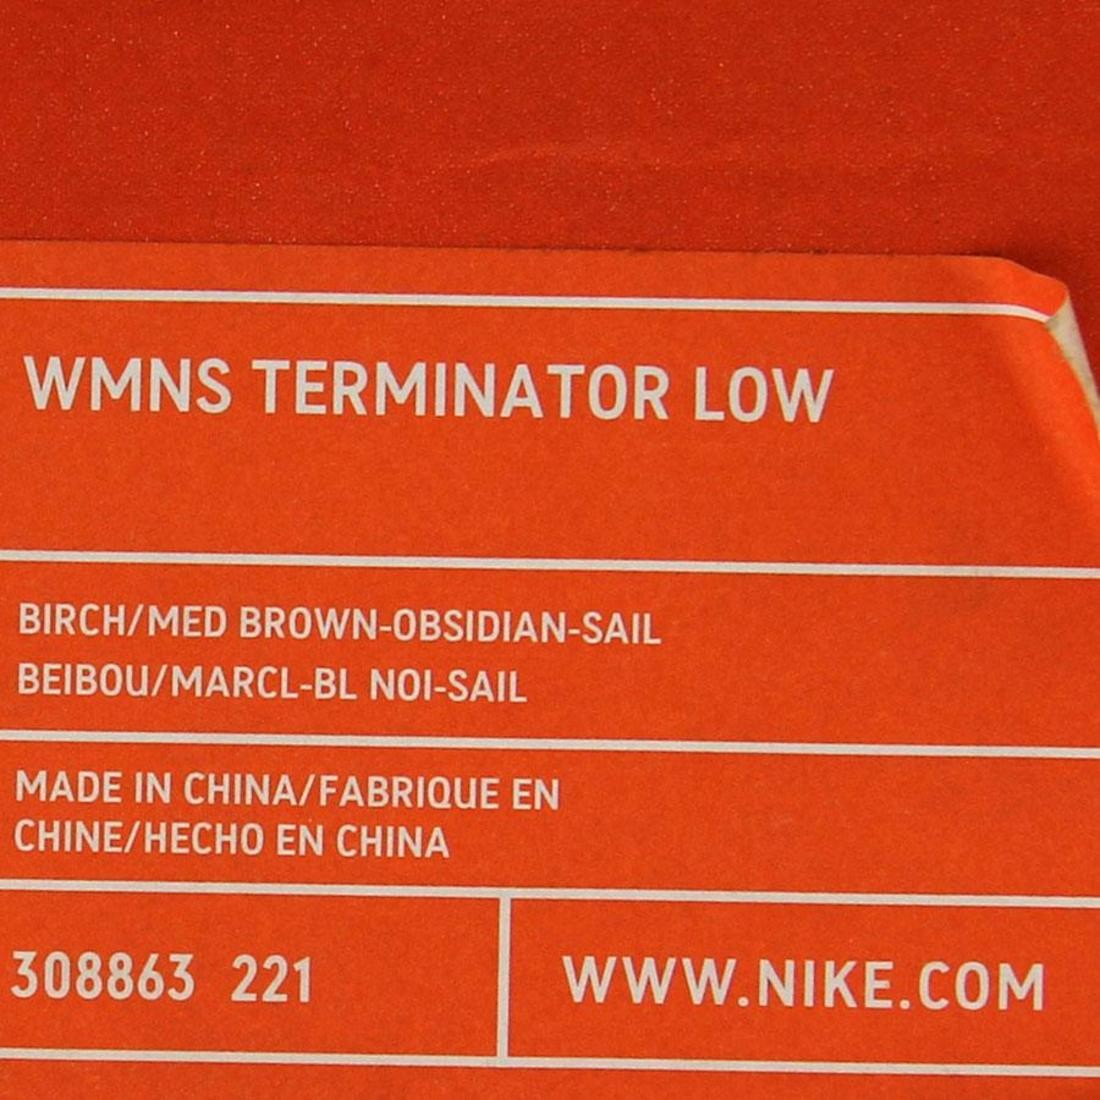 WMNS TERMINATOR LOW
BIRCH/MED BROWN-OBSIDIAN-SAIL
BEIBOU/MARCL-BL NOI-SAIL
MADE IN CHINA/FABRIQUE EN
CHINE/HECHO EN CHINA
308863 221
WWW.NIKE.COM